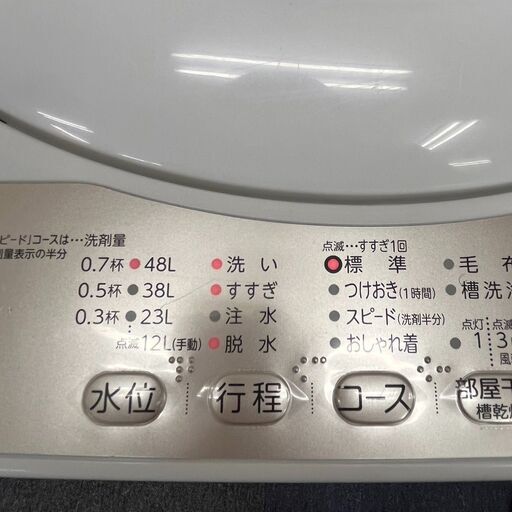 ピード」コースは…洗剤量
量表示の半分
0.7杯 48L
0.5杯 38L
0.3杯 23L
点滅 12L(手動)
洗い
すすぎ
注水
脱水
点滅…すすぎ1回
標準
つけおき(1時間)
スピード(洗剤半分)
おしゃれ着
毛布
槽洗
点灯 点滅
1 3
風
水位
行程
コース
部屋干
槽乾燥